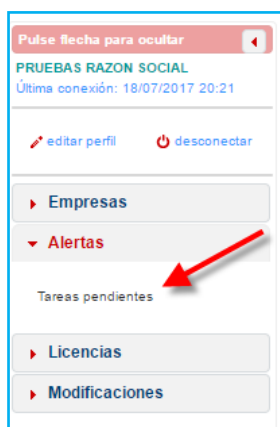 Pulse flecha para ocultar
PRUEBAS RAZON SOCIAL
Última conexión: 18/07/2017 20:21
editar perfil desconectar
Empresas
Alertas
Tareas pendientes
Licencias
Modificaciones